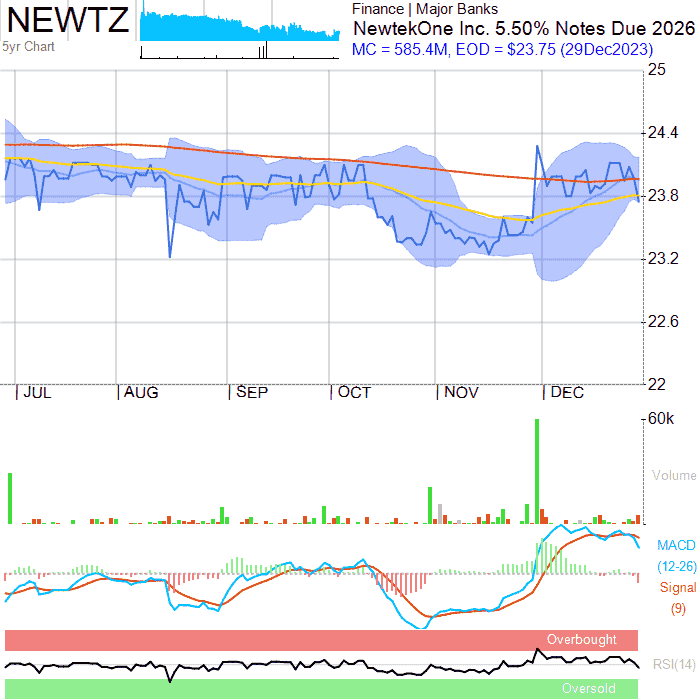 NEWTZ
5yr Chart
Finance | Major Banks
NewtekOne Inc. 5.50% Notes Due 2026
MC = 585.4M, EOD = $23.75 (29Dec2023)
25
24.4
23.8
23.2
22.6
22
JUL AUG SEP OCT NOV DEC
60k
Volume
MACD
(12-26)
Signal
(9)
Overbought
RSI(14)
Oversold